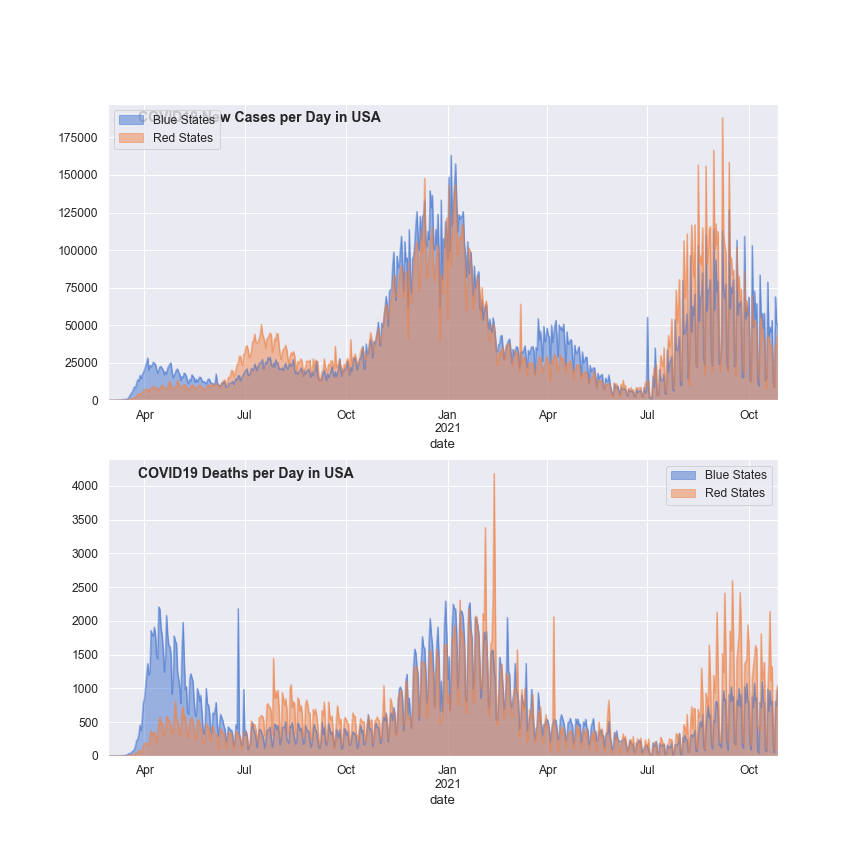 COVID19 New Cases per Day in USA
Blue States
Red States
175000
150000
125000
100000
75000
50000
25000
0
Apr Jul Oct Jan Apr Jul Oct
2021
date
COVID19 Deaths per Day in USA
Blue States
Red States
4000
3500
3000
2500
2000
1500
1000
500
0
Apr Jul Oct Jan Apr Jul Oct
2021
date